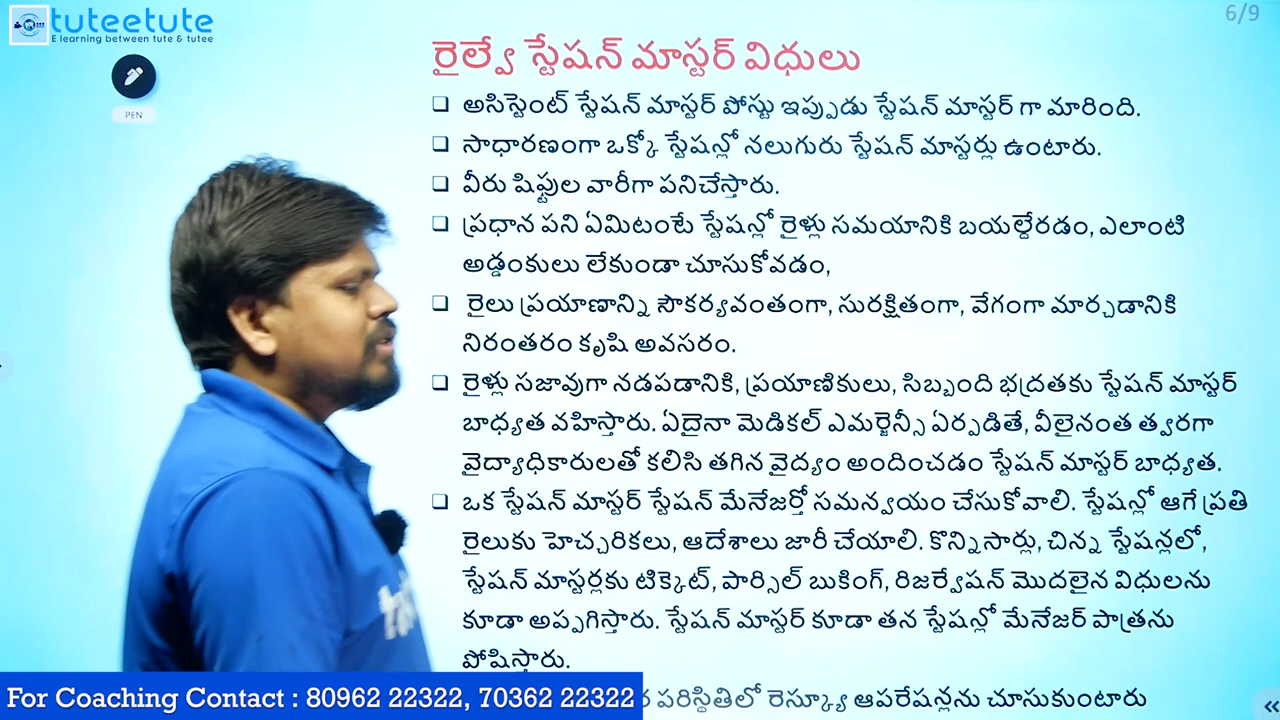 tuteetute
E learning between tute & tutee
6/9
PEN
రైల్వే స్టేషన్ మాస్టర్ విధులు
❑ అసిస్టెంట్ స్టేషన్ మాస్టర్ పోస్టు ఇప్పుడు స్టేషన్ మాస్టర్ గా మారింది.
❑ సాధారణంగా ఒక్కో స్టేషన్లో నలుగురు స్టేషన్ మాస్టర్లు ఉంటారు.
❑ వీరు షిఫ్టుల వారీగా పనిచేస్తారు.
❑ ప్రధాన పని ఏమిటంటే స్టేషన్లో రైళ్లు సమయానికి బయల్దేరడం, ఎలాంటి
అడ్డంకులు లేకుండా చూసుకోవడం,
❑ రైలు ప్రయాణాన్ని సౌకర్యవంతంగా, సురక్షితంగా, వేగంగా మార్చడానికి
నిరంతరం కృషి అవసరం.
❑ రైళ్లు సజావుగా నడపడానికి, ప్రయాణికులు, సిబ్బంది భద్రతకు స్టేషన్ మాస్టర్
బాధ్యత వహిస్తారు. ఏదైనా మెడికల్ ఎమర్జెన్సీ ఏర్పడితే, వీలైనంత త్వరగా
వైద్యాధికారులతో కలిసి తగిన వైద్యం అందించడం స్టేషన్ మాస్టర్ బాధ్యత.
❑ ఒక స్టేషన్ మాస్టర్ స్టేషన్ మేనేజర్తో సమన్వయం చేసుకోవాలి. స్టేషన్లో ఆగే ప్రతి
రైలుకు హెచ్చరికలు, ఆదేశాలు జారీ చేయాలి. కొన్నిసార్లు, చిన్న స్టేషన్లలో,
స్టేషన్ మాస్టర్లకు టిక్కెట్, పార్సిల్ బుకింగ్, రిజర్వేషన్ మొదలైన విధులను
కూడా అప్పగిస్తారు. స్టేషన్ మాస్టర్ కూడా తన స్టేషన్లో మేనేజర్ పాత్రను
పోషిస్తారు.
పరిస్థితిలో రెస్క్యూ ఆపరేషన్లను చూసుకుంటారు
For Coaching Contact : 80962 22322, 70362 22322